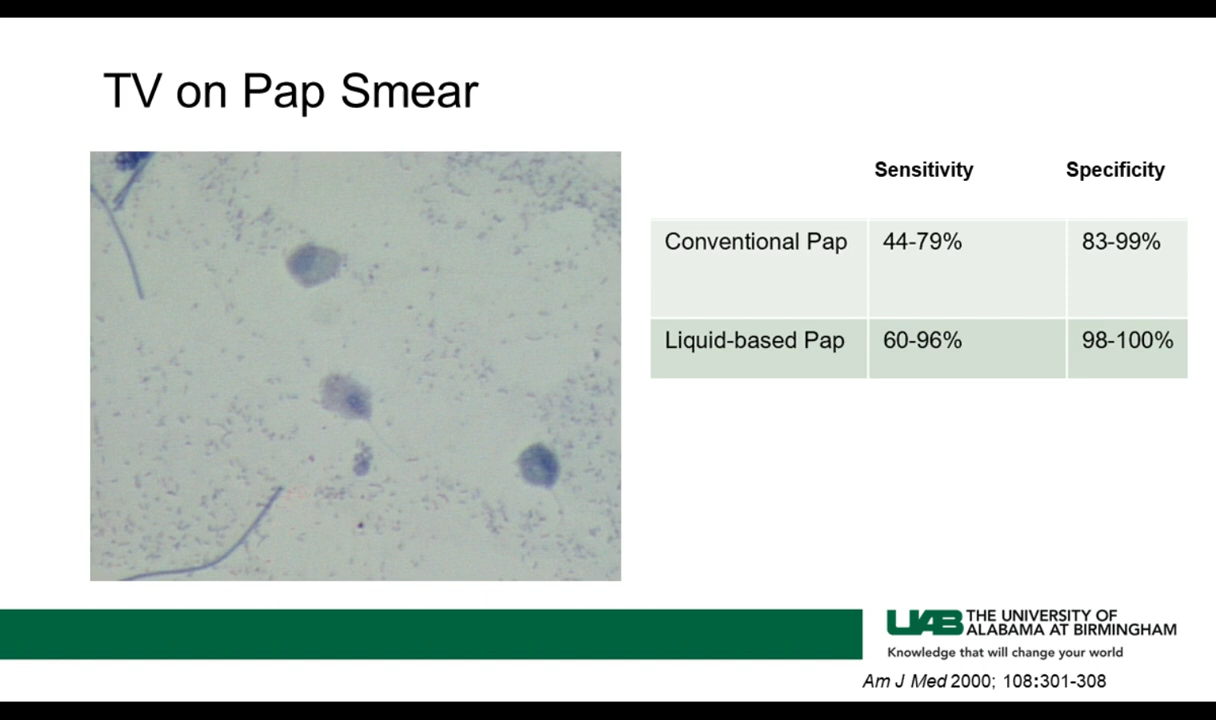 TV on Pap Smear
Sensitivity Specificity
Conventional Pap 44-79% 83-99%
Liquid-based Pap 60-96% 98-100%
UAB THE UNIVERSITY OF
ALABAMA AT BIRMINGHAM
Knowledge that will change your world
Am J Med 2000; 108:301-308